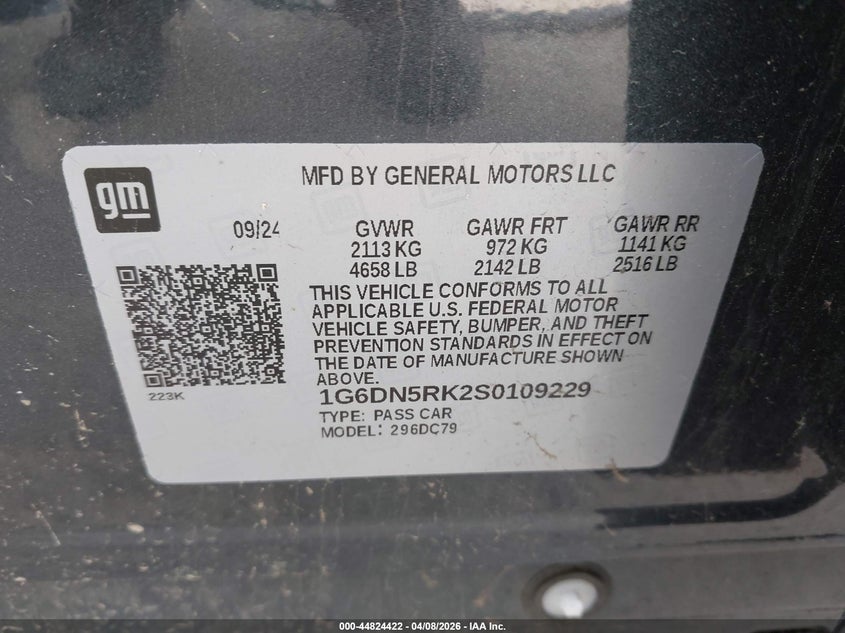 gm
MFD BY GENERAL MOTORS LLC
09/24
GVWR
2113 KG
4658 LB
GAWR FRT
972 KG
2142 LB
GAWR RR
1141 KG
2516 LB
THIS VEHICLE CONFORMS TO ALL
APPLICABLE U.S. FEDERAL MOTOR
VEHICLE SAFETY, BUMPER, AND THEFT
PREVENTION STANDARDS IN EFFECT ON
THE DATE OF MANUFACTURE SHOWN
ABOVE.
223K
1G6DN5RK2S0109229
TYPE: PASS CAR
MODEL: 296DC79
000-44824422 - 04/08/2026 - IAA Inc.